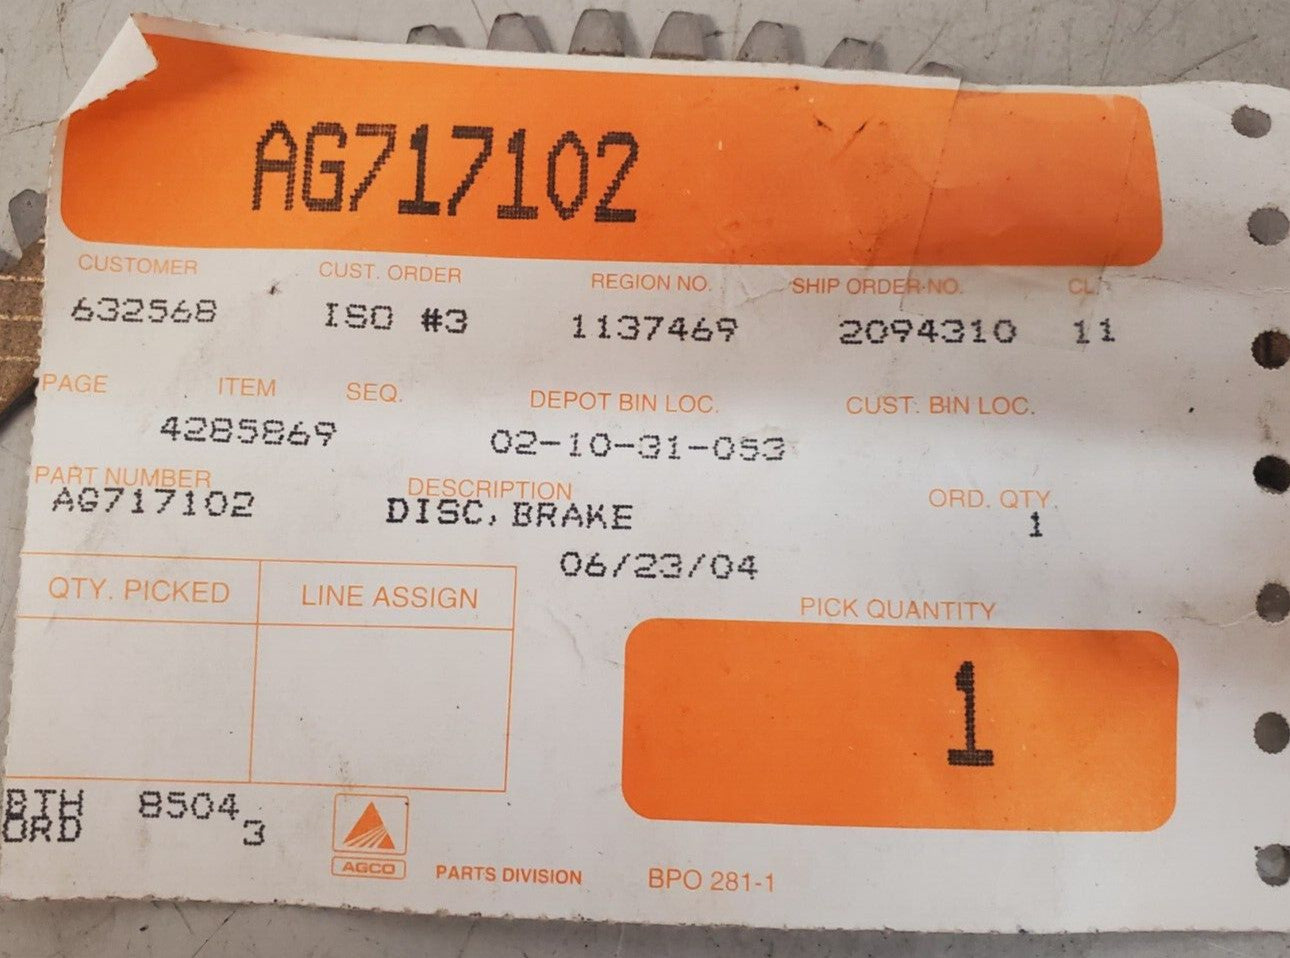 AG717102
CUSTOMER CUST. ORDER REGION NO. SHIP ORDER NO. CL
632568 ISO #3 1137469 2094310 11
PAGE ITEM SEQ. DEPOT BIN LOC. CUST. BIN LOC.
4285869 02-10-31-053
PART NUMBER DESCRIPTION ORD. QTY.
AG717102 DISC, BRAKE 1
06/23/04
QTY. PICKED LINE ASSIGN PICK QUANTITY
1
BTH 8504
ORD 3
AGCO PARTS DIVISION BPO 281-1